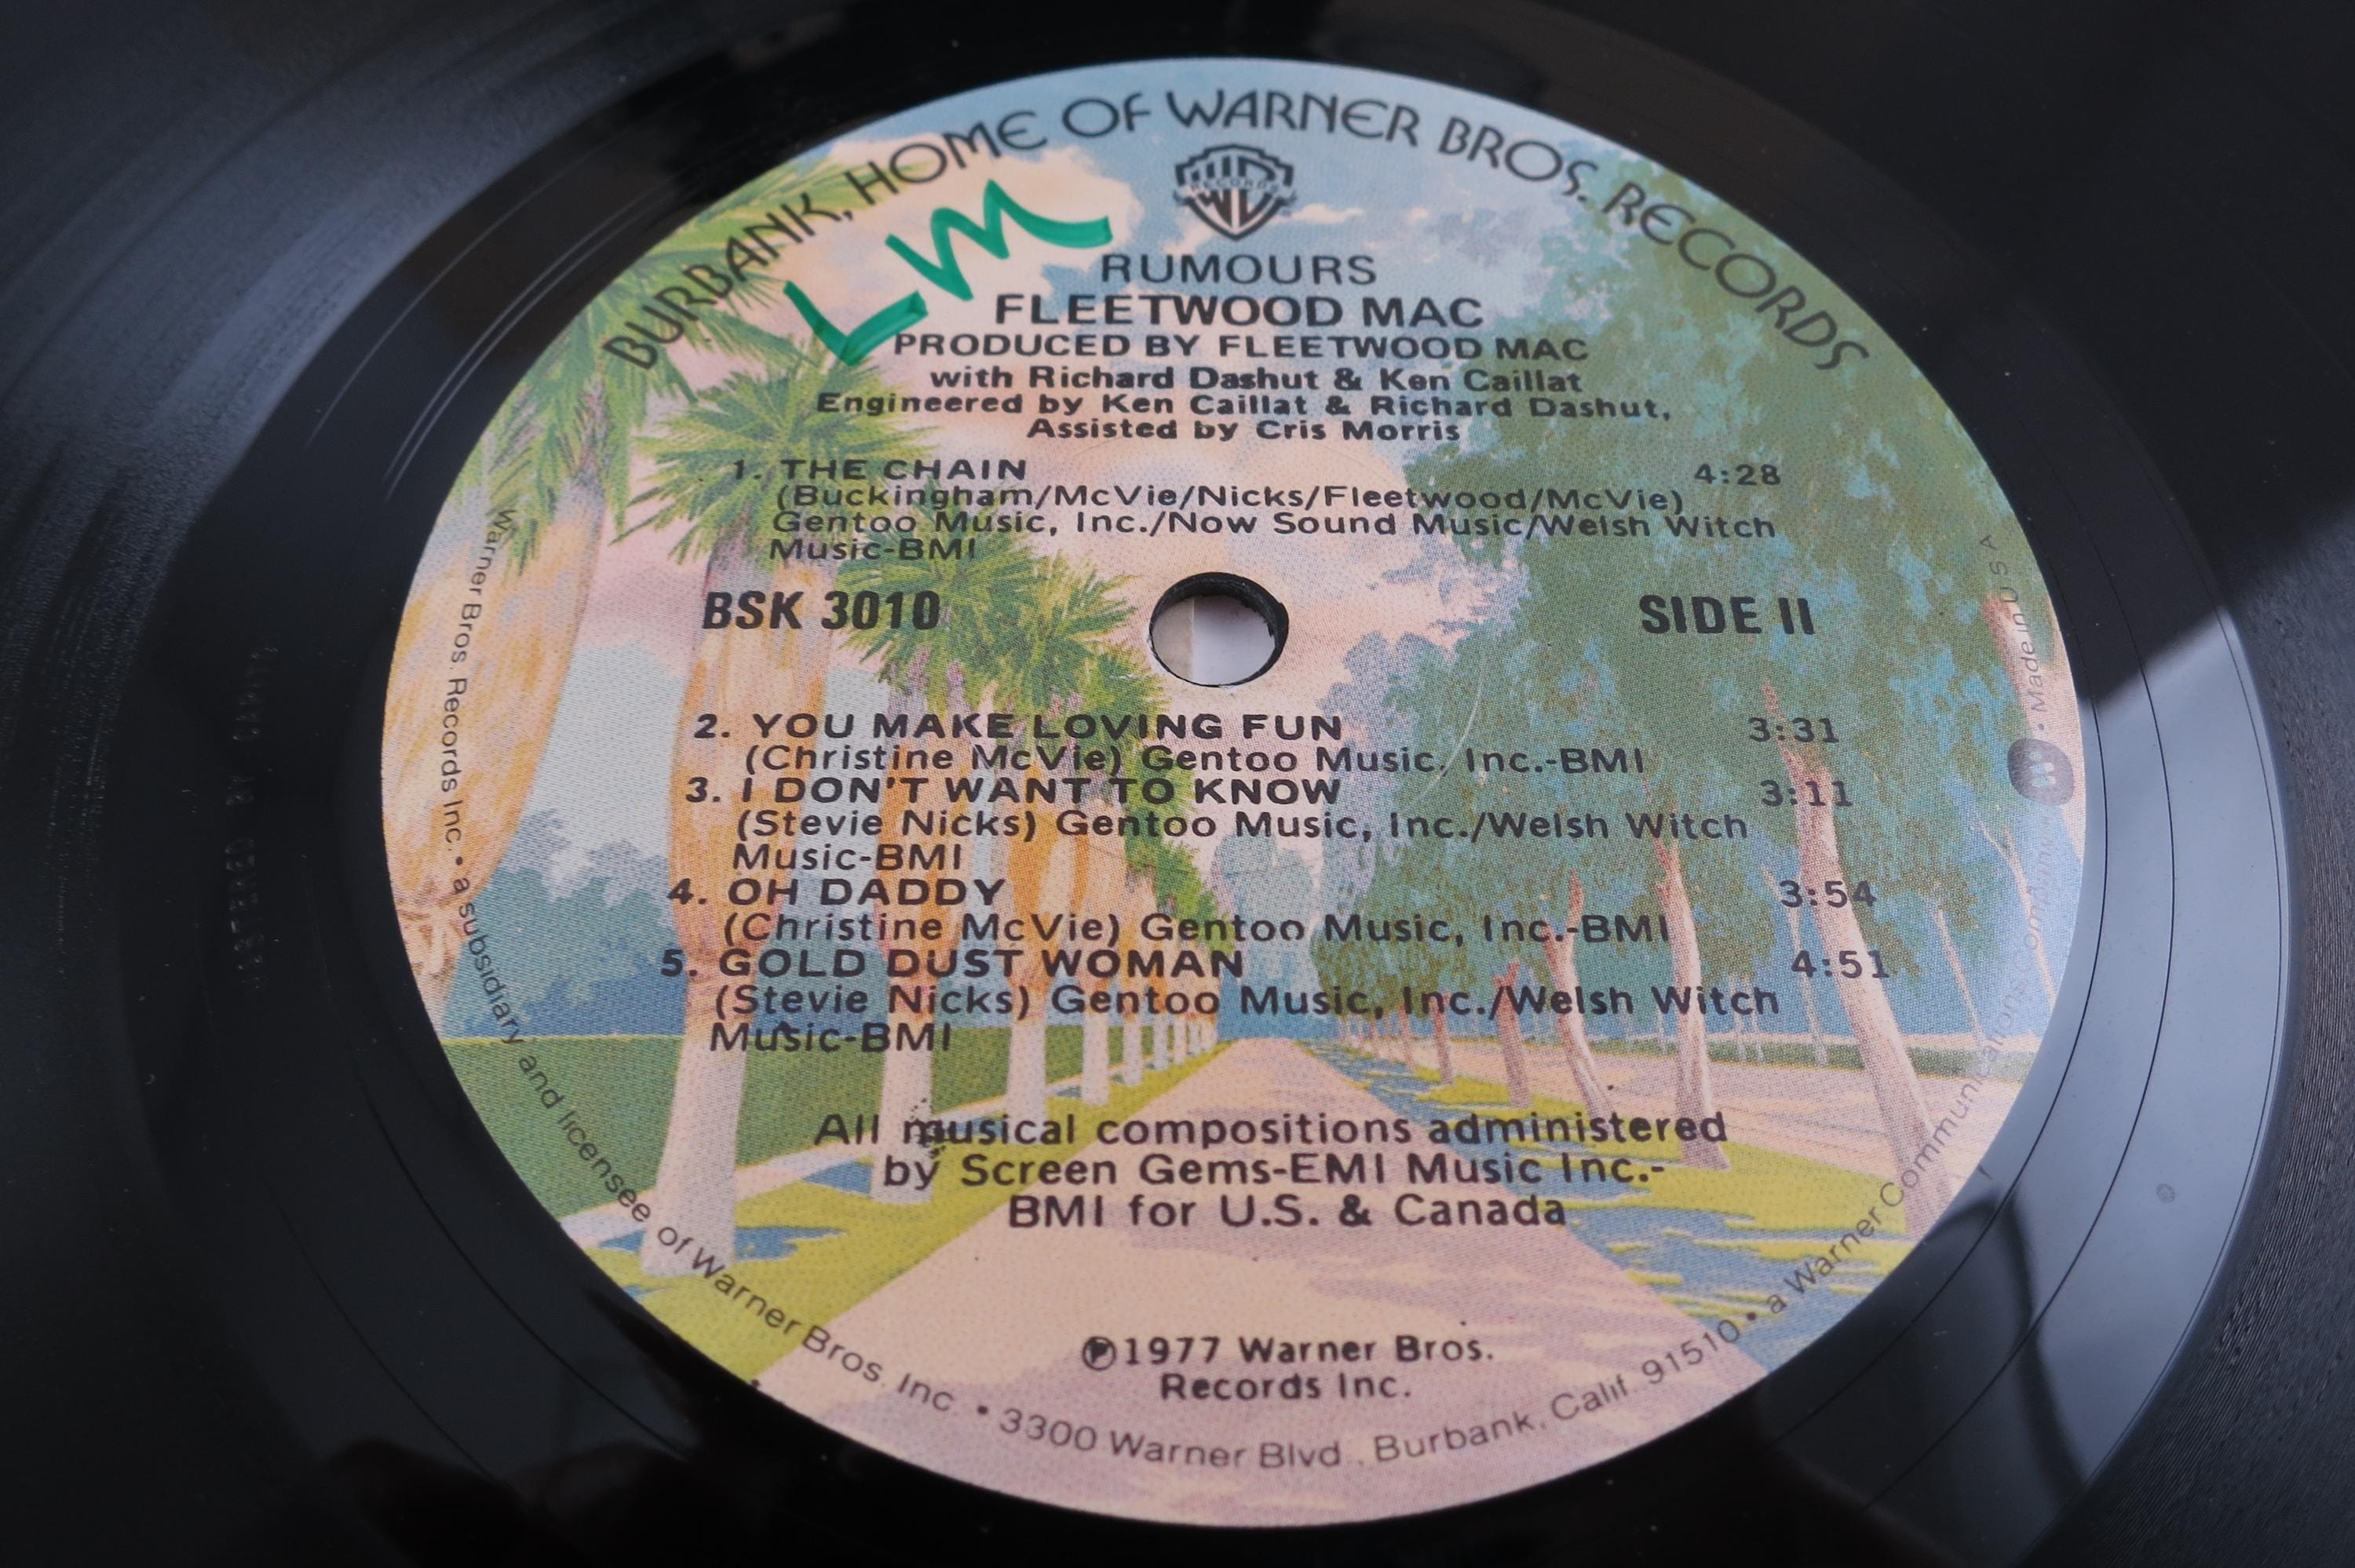 BURBANK, HOME OF WARNER BROS. RECORDS
LM
RECORDS
RUMOURS
FLEETWOOD MAC
PRODUCED BY FLEETWOOD MAC
with Richard Dashut & Ken Caillat
Engineered by Ken Caillat & Richard Dashut,
Assisted by Cris Morris
1. THE CHAIN 4:28
(Buckingham/McVie/Nicks/Fleetwood/McVie)
Gentoo Music, Inc./Now Sound Music/Welsh Witch
Music-BMI
BSK 3010 SIDE II
2. YOU MAKE LOVING FUN 3:31
(Christine McVie) Gentoo Music, Inc.-BMI
3. I DON'T WANT TO KNOW 3:11
(Stevie Nicks) Gentoo Music, Inc./Welsh Witch
Music-BMI
4. OH DADDY 3:54
(Christine McVie) Gentoo Music, Inc.-BMI
5. GOLD DUST WOMAN 4:51
(Stevie Nicks) Gentoo Music, Inc./Welsh Witch
Music-BMI
All musical compositions administered
by Screen Gems-EMI Music Inc.-
BMI for U.S. & Canada
℗1977 Warner Bros.
Records Inc.
Warner Bros. Records Inc. • a subsidiary and licensee of Warner Bros. Inc. • 3300 Warner Blvd., Burbank, Calif. 91510 • a Warner Communications Company • Made in U S A
MASTERED BY CAPITOL